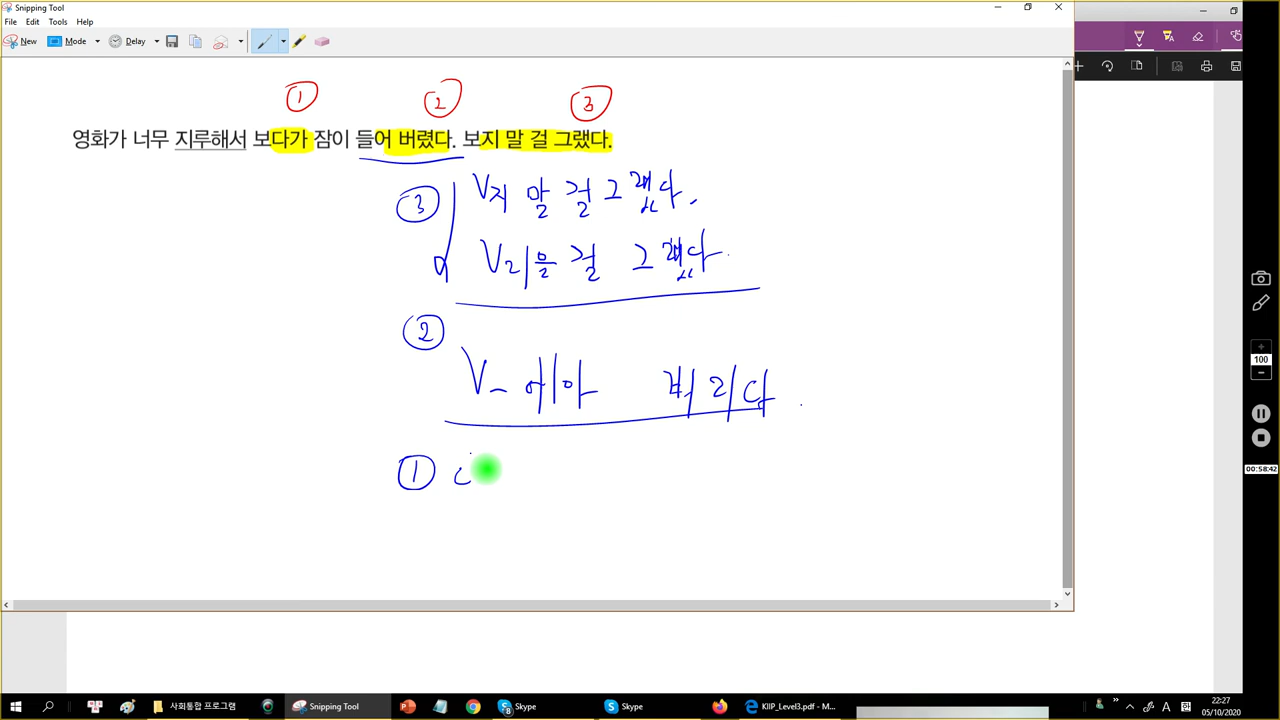 Snipping Tool
File Edit Tools Help
New Mode Delay
① ② ③
영화가 너무 지루해서 보다가 잠이 들어 버렸다. 보지 말 걸 그랬다.
③ V지 말 걸 그랬다.
V ㄹ/을 걸 그랬다.
②
V- 어/아 버리다.
①
100
00:58:42
사회통합 프로그램 Snipping Tool Skype Skype KIIP_Level3.pdf - M...
A 한
22:27
05/10/2020